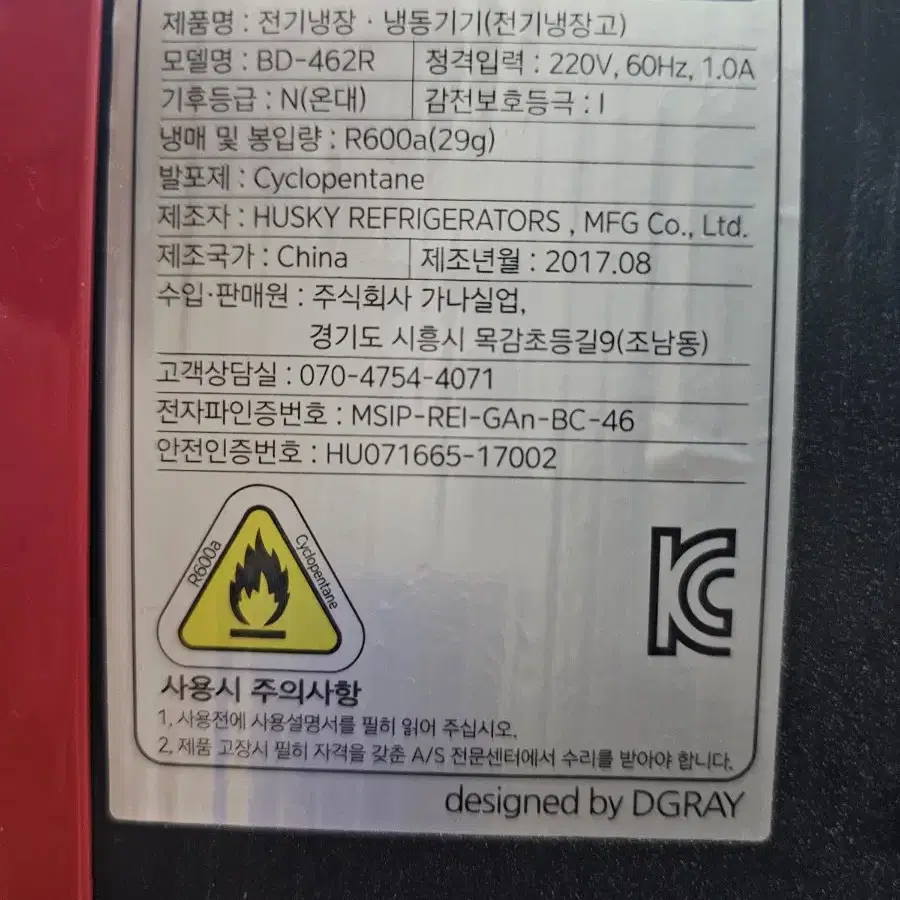 제품명 : 전기냉장 · 냉동기기(전기냉장고)
모델명 : BD-462R 정격입력 : 220V, 60Hz, 1.0A
기후등급 : N(온대) 감전보호등극 : I
냉매 및 봉입량 : R600a(29g)
발포제 : Cyclopentane
제조자 : HUSKY REFRIGERATORS , MFG Co., Ltd.
제조국가 : China 제조년월 : 2017.08
수입·판매원 : 주식회사 가나실업,
경기도 시흥시 목감초등길9(조남동)
고객상담실 : 070-4754-4071
전자파인증번호 : MSIP-REI-GAn-BC-46
안전인증번호 : HU071665-17002
R600a Cyclopentane
KC
사용시 주의사항
1. 사용전에 사용설명서를 필히 읽어 주십시오.
2. 제품 고장시 필히 자격을 갖춘 A/S 전문센터에서 수리를 받아야 합니다.
designed by DGRAY